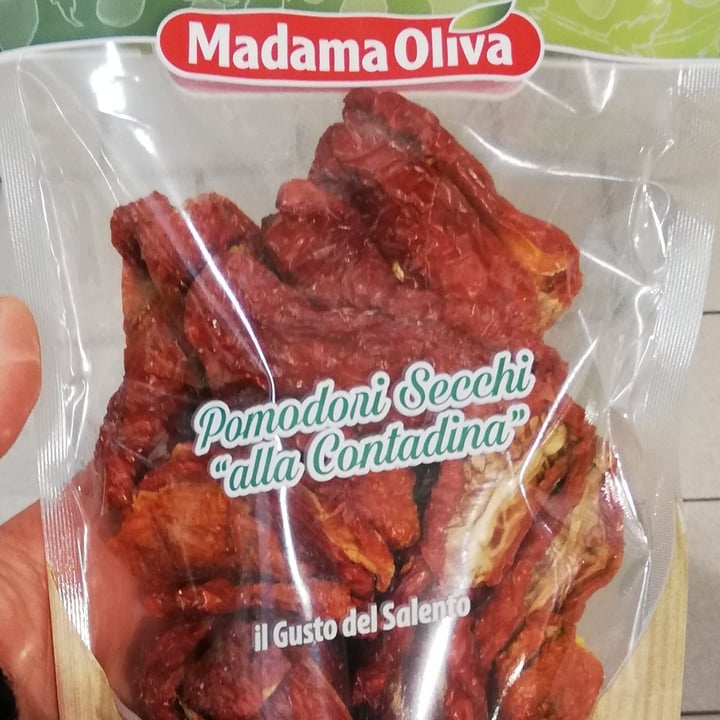 Madama Oliva
Pomodori Secchi
"alla Contadina"
il Gusto del Salento